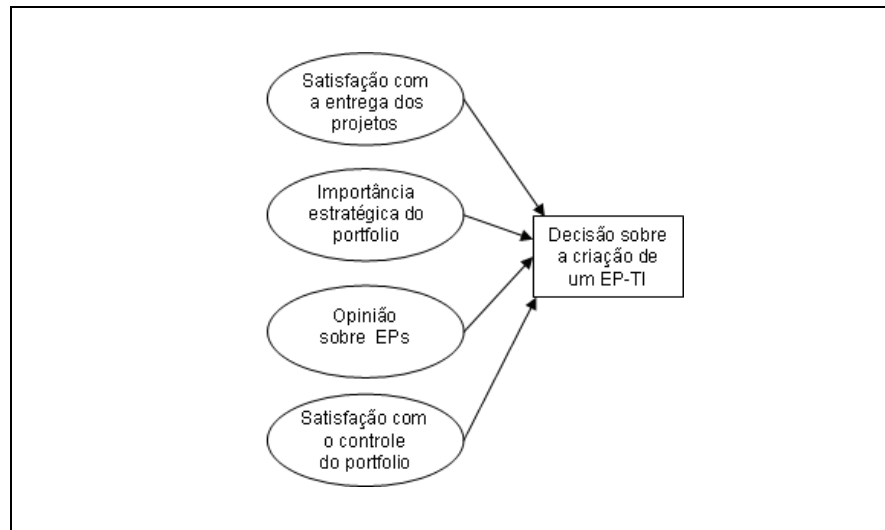 Satisfação com
a entrega dos
projetos
Importância
estratégica do
portfolio
Opinião
sobre EPs
Satisfação com
o controle
do portfolio
Decisão sobre
a criação de
um EP-TI